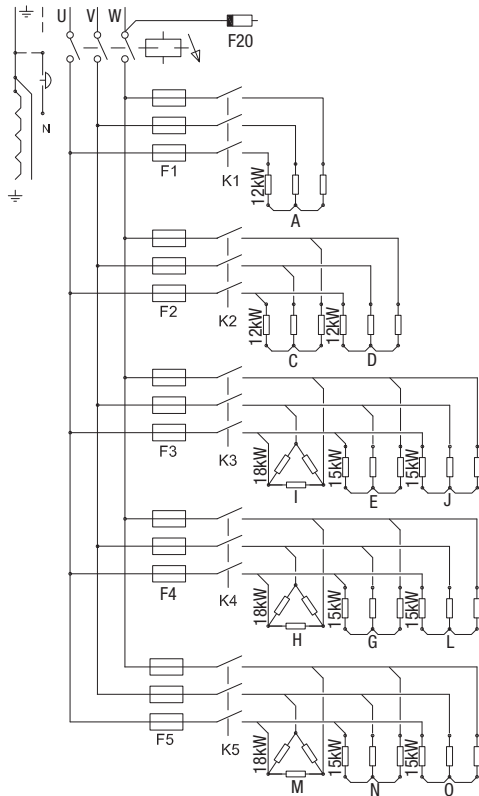 U V W
F20
N
F1 K1 12kW
A
F2 K2 12kW 12kW
C D
F3 K3 18kW 15kW 15kW
I E J
F4 K4 18kW 15kW 15kW
H G L
F5 K5 18kW 15kW 15kW
M N O